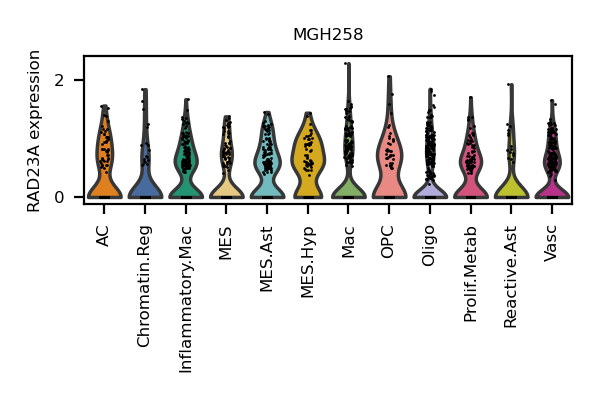 MGH258
RAD23A expression
2
0
AC
Chromatin.Reg
Inflammatory.Mac
MES
MES.Ast
MES.Hyp
Mac
OPC
Oligo
Prolif.Metab
Reactive.Ast
Vasc